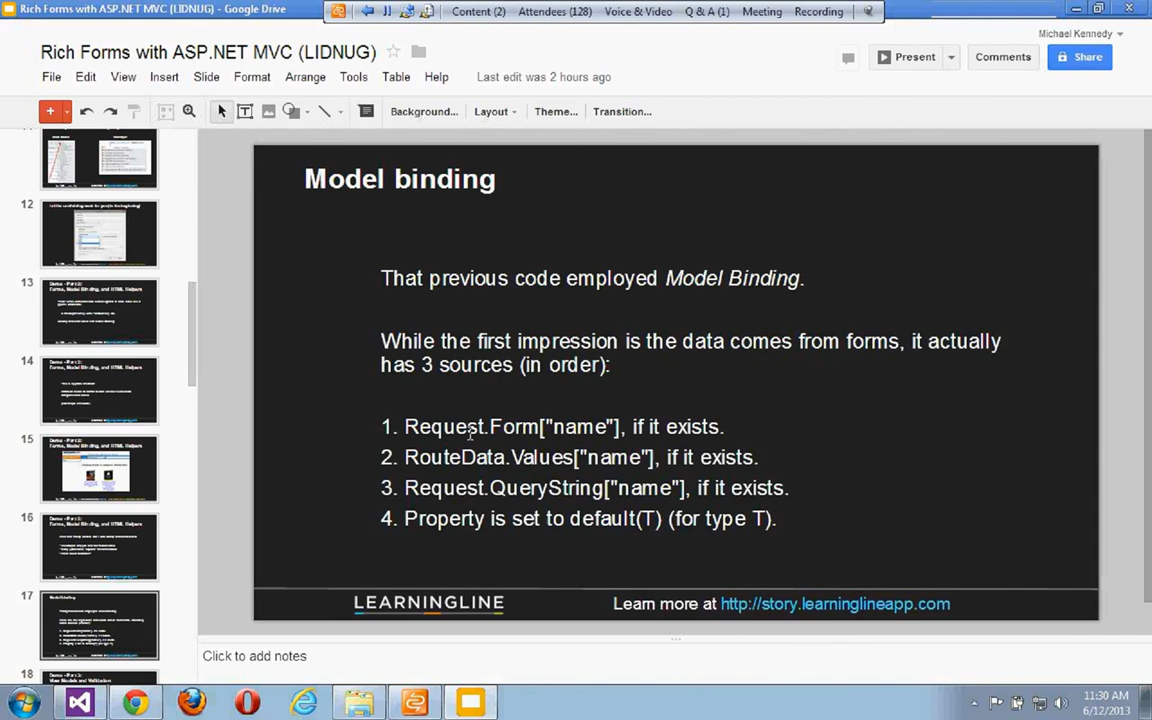 Rich Forms with ASP.NET MVC (LIDNUG) - Google Drive
Content (2) Attendees (128) Voice & Video Q & A (1) Meeting Recording
Michael Kennedy
Rich Forms with ASP.NET MVC (LIDNUG)
Present Comments Share
File Edit View Insert Slide Format Arrange Tools Table Help Last edit was 2 hours ago
Background... Layout Theme... Transition...
12
13
14
15
16
17
18
Model binding
That previous code employed Model Binding.
While the first impression is the data comes from forms, it actually
has 3 sources (in order):
1. Request.Form["name"], if it exists.
2. RouteData.Values["name"], if it exists.
3. Request.QueryString["name"], if it exists.
4. Property is set to default(T) (for type T).
LEARNINGLINE
Learn more at http://story.learninglineapp.com
Click to add notes
11:30 AM
6/12/2013